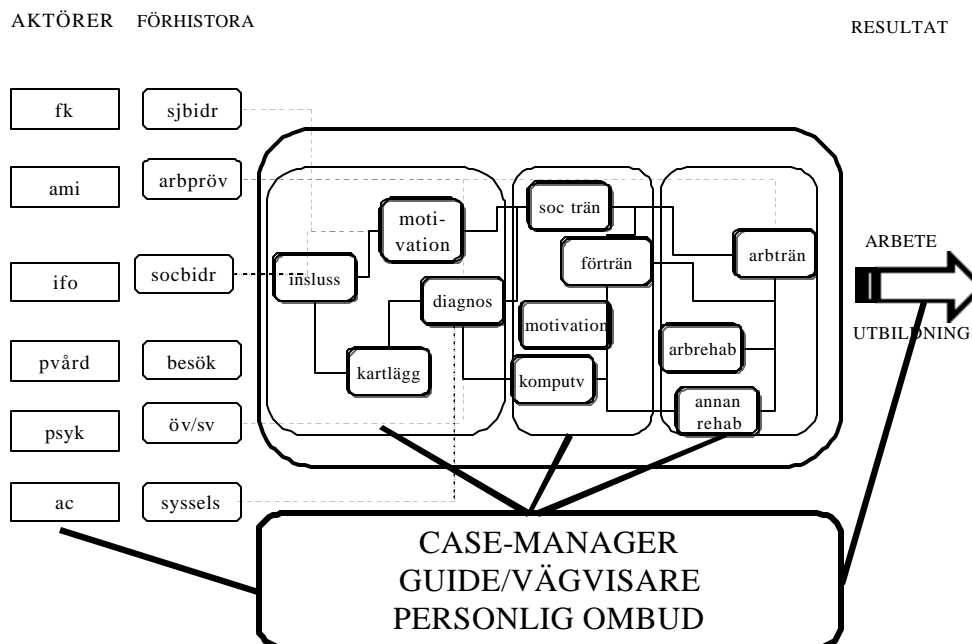 AKTÖRER
FÖRHISTORA
RESULTAT
fk
sjbidr
ami
arbpröv
ifo
socbidr
pvård
besök
psyk
öv/sv
ac
syssels
insluss
moti-
vation
diagnos
kartlägg
soc trän
förträn
motivation
komputv
arbträn
arbrehab
annan
rehab
ARBETE
UTBILDNING
CASE-MANAGER
GUIDE/VÄGVISARE
PERSONLIG OMBUD